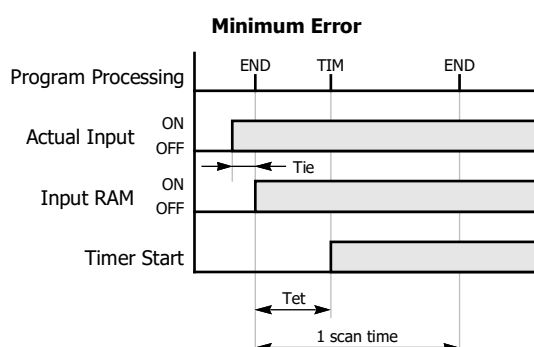 Minimum Error
END TIM END
Program Processing
ON
Actual Input
OFF
Tie
ON
Input RAM
OFF
Timer Start
Tet
1 scan time